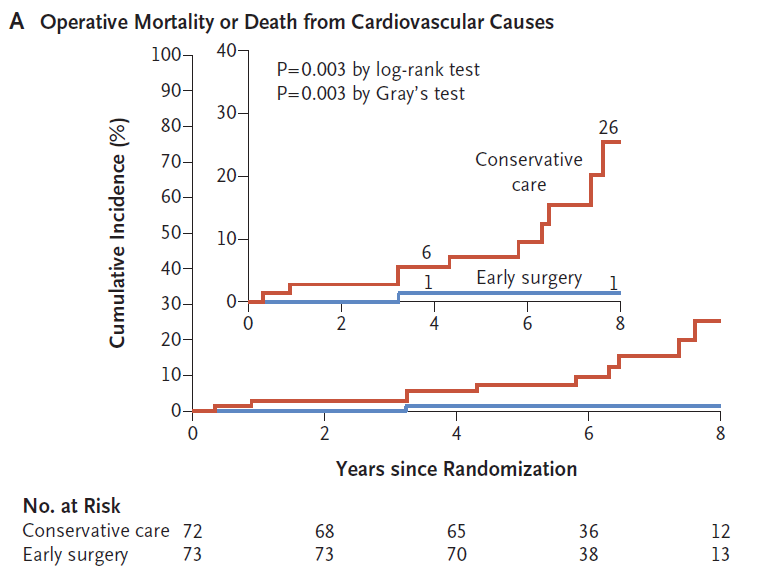 A Operative Mortality or Death from Cardiovascular Causes
Cumulative Incidence (%)
100
90
80
70
60
50
40
30
20
10
0
40
30
20
10
0
P=0.003 by log-rank test
P=0.003 by Gray's test
26
Conservative
care
6
1
Early surgery
1
0 2 4 6 8
0 2 4 6 8
Years since Randomization
No. at Risk
Conservative care 72 68 65 36 12
Early surgery 73 73 70 38 13